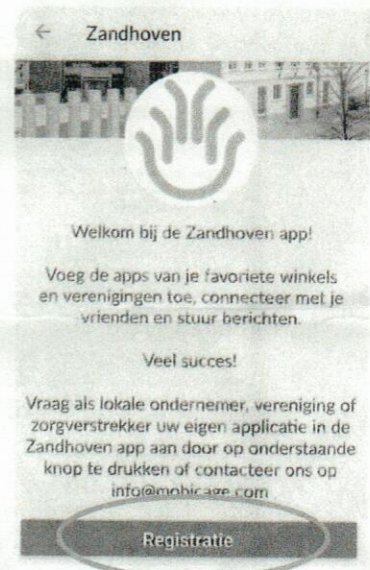 ← Zandhoven
Welkom bij de Zandhoven app!
Voeg de apps van je favoriete winkels
en verenigingen toe, connecteer met je
vrienden en stuur berichten.
Veel succes!
Vraag als lokale ondernemer, vereniging of
zorgverstrekker uw eigen applicatie in de
Zandhoven app aan door op onderstaande
knop te drukken of contacteer ons op
info@mobicage.com
Registratie